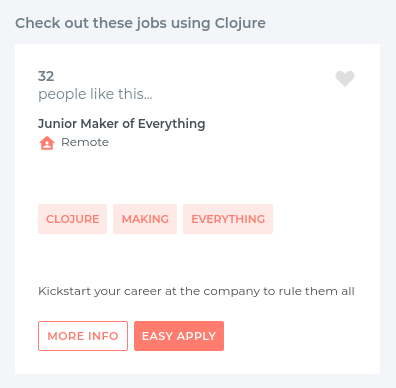 Check out these jobs using Clojure
32
people like this...
Junior Maker of Everything
Remote
CLOJURE MAKING EVERYTHING
Kickstart your career at the company to rule them all
MORE INFO EASY APPLY